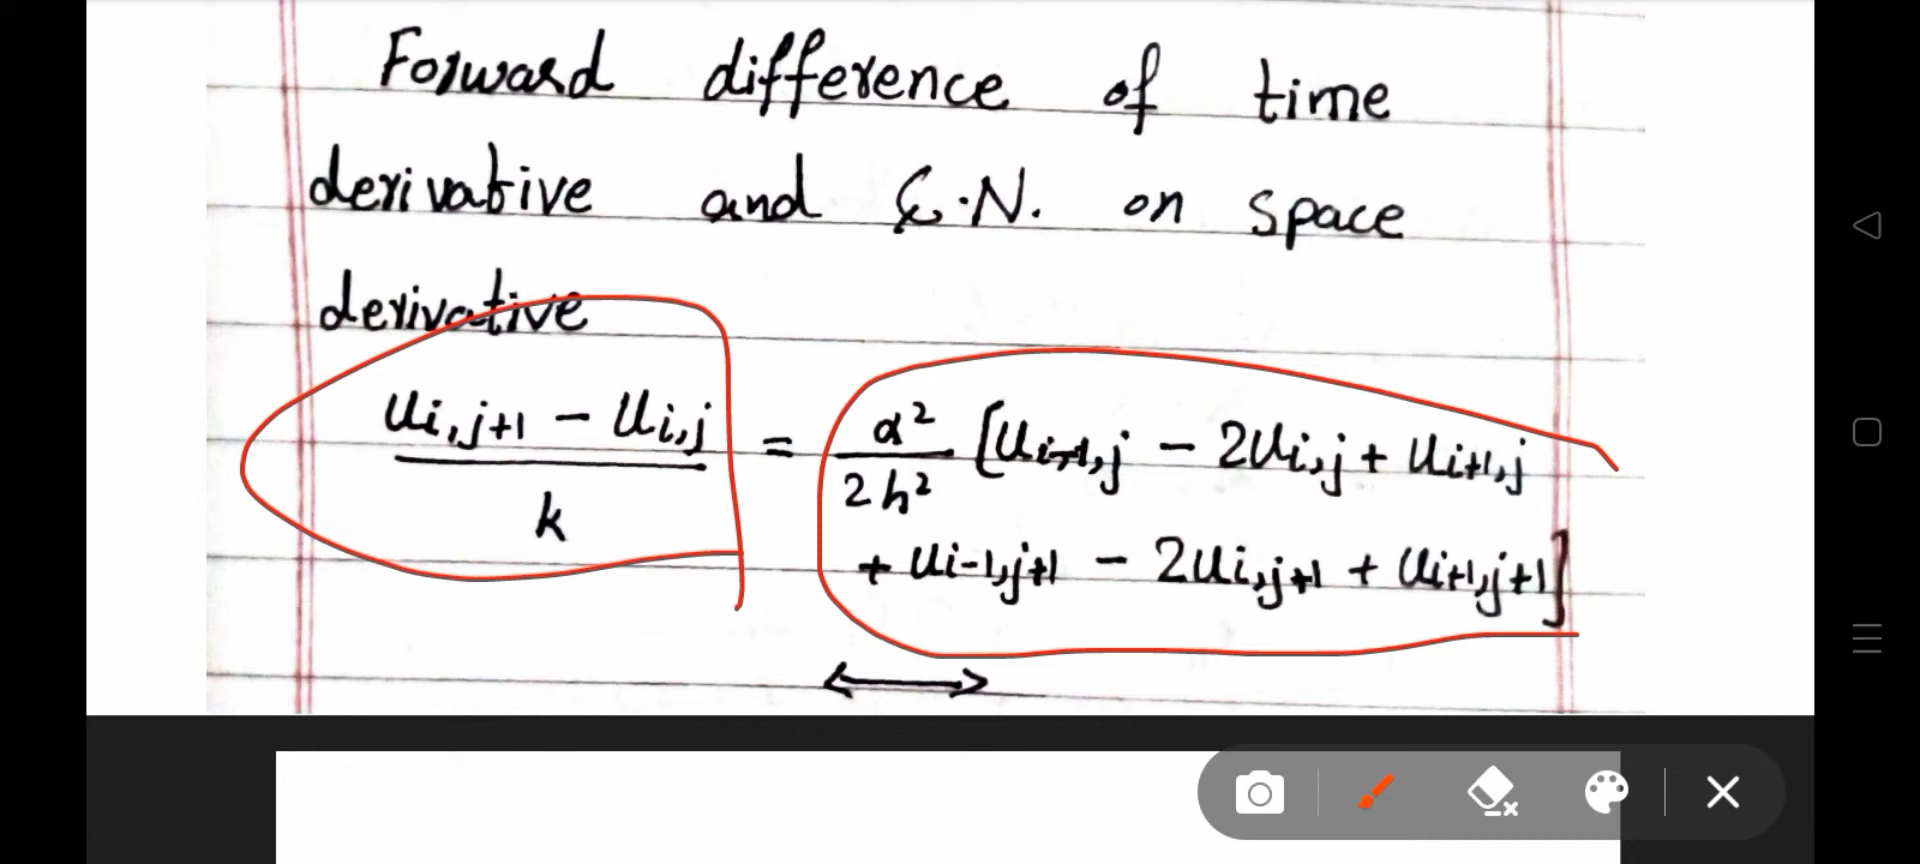 Forward difference of time
derivative and C.N. on space
derivative
(u_{i,j+1} - u_{i,j}) / k = α²/2h² [u_{i-1,j} - 2u_{i,j} + u_{i+1,j}
+ u_{i-1,j+1} - 2u_{i,j+1} + u_{i+1,j+1}]